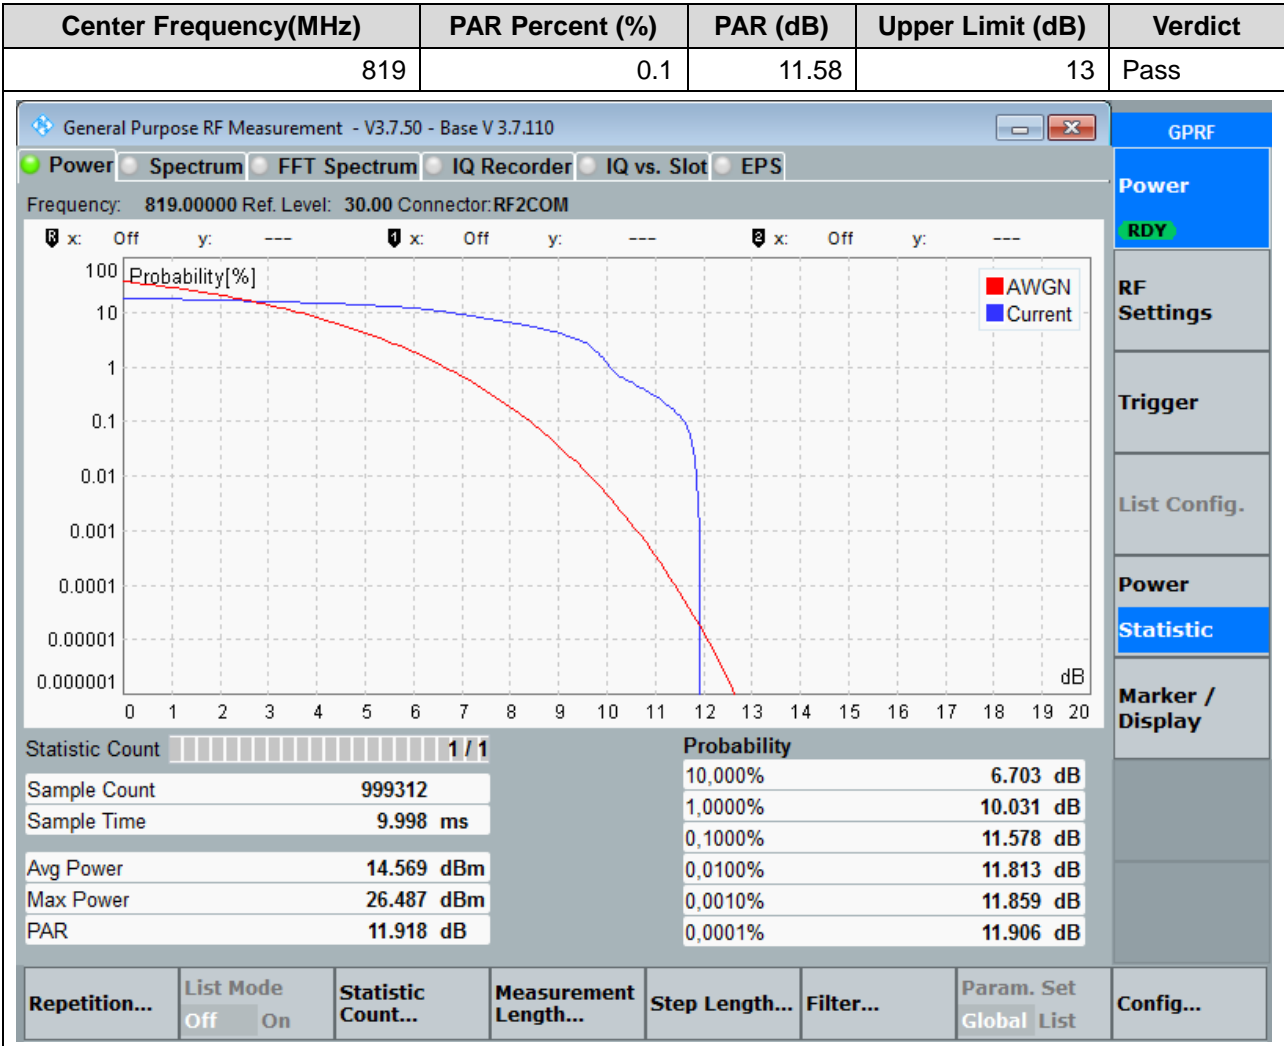 Center Frequency(MHz) PAR Percent (%) PAR (dB) Upper Limit (dB) Verdict
819 0.1 11.58 13 Pass
General Purpose RF Measurement - V3.7.50 - Base V 3.7.110
GPRF
Power Spectrum FFT Spectrum IQ Recorder IQ vs. Slot EPS
Frequency: 819.00000 Ref. Level: 30.00 Connector: RF2COM
R x: Off y: --- 1 x: Off y: --- 2 x: Off y: ---
Probability[%]
AWGN
Current
100
10
1
0.1
0.01
0.001
0.0001
0.00001
0.000001
dB
0 1 2 3 4 5 6 7 8 9 10 11 12 13 14 15 16 17 18 19 20
Statistic Count 1 / 1
Sample Count 999312
Sample Time 9.998 ms
Avg Power 14.569 dBm
Max Power 26.487 dBm
PAR 11.918 dB
Probability
10,000% 6.703 dB
1,0000% 10.031 dB
0,1000% 11.578 dB
0,0100% 11.813 dB
0,0010% 11.859 dB
0,0001% 11.906 dB
Power
RDY
RF
Settings
Trigger
List Config.
Power
Statistic
Marker /
Display
Repetition...
List Mode
Off On
Statistic
Count...
Measurement
Length...
Step Length...
Filter...
Param. Set
Global List
Config...